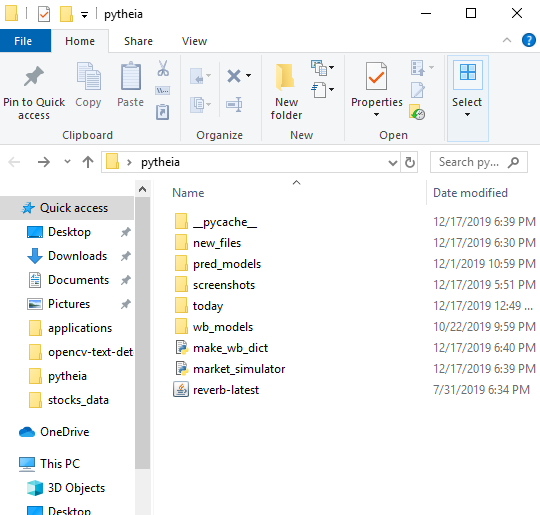 pytheia
File Home Share View
Pin to Quick access
Copy
Paste
New folder
Properties
Select
Clipboard Organize New Open
pytheia
Search py...
Name Date modified
Quick access
Desktop
Downloads
Documents
Pictures
applications
opencv-text-det
pytheia
stocks_data
OneDrive
This PC
3D Objects
Desktop
__pycache__ 12/17/2019 6:39 PM
new_files 12/17/2019 6:30 PM
pred_models 12/1/2019 10:59 PM
screenshots 12/17/2019 5:51 PM
today 12/17/2019 12:49 ...
wb_models 10/22/2019 9:59 PM
make_wb_dict 12/17/2019 6:40 PM
market_simulator 12/17/2019 6:39 PM
reverb-latest 7/31/2019 6:34 PM